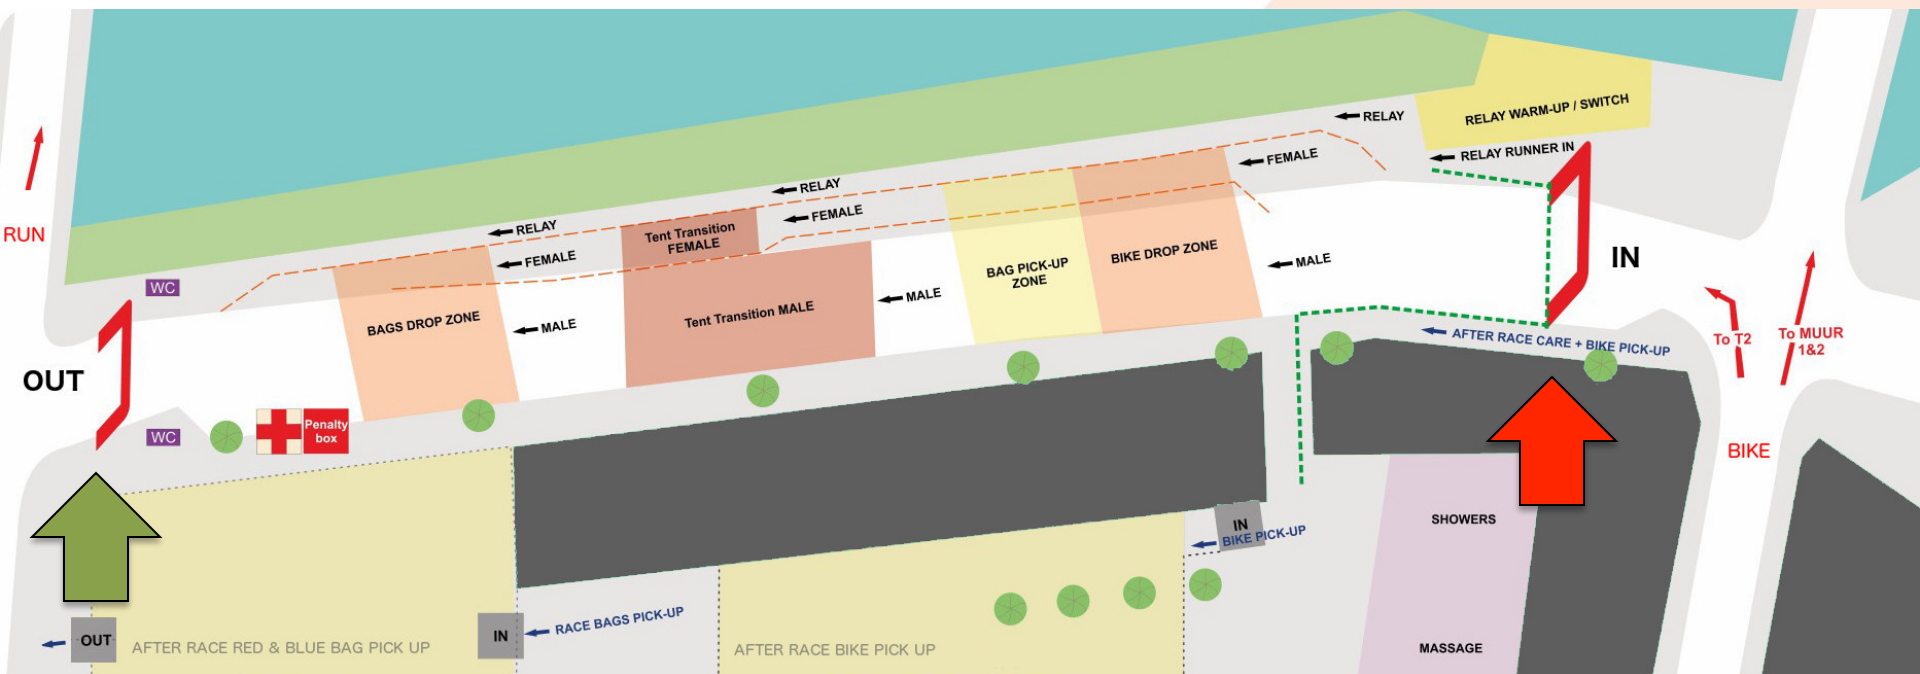 RELAY WARM-UP / SWITCH
RELAY
RELAY RUNNER IN
FEMALE
RELAY
FEMALE
RELAY
FEMALE
Tent Transition
FEMALE
RUN
IN
BIKE DROP ZONE
MALE
BAG PICK-UP
ZONE
MALE
Tent Transition MALE
MALE
BAGS DROP ZONE
WC
OUT
WC
Penalty
box
AFTER RACE CARE + BIKE PICK-UP
To T2
To MUUR
1&2
BIKE
SHOWERS
MASSAGE
IN
BIKE PICK-UP
RACE BAGS PICK-UP
IN
OUT
AFTER RACE RED & BLUE BAG PICK UP
AFTER RACE BIKE PICK UP